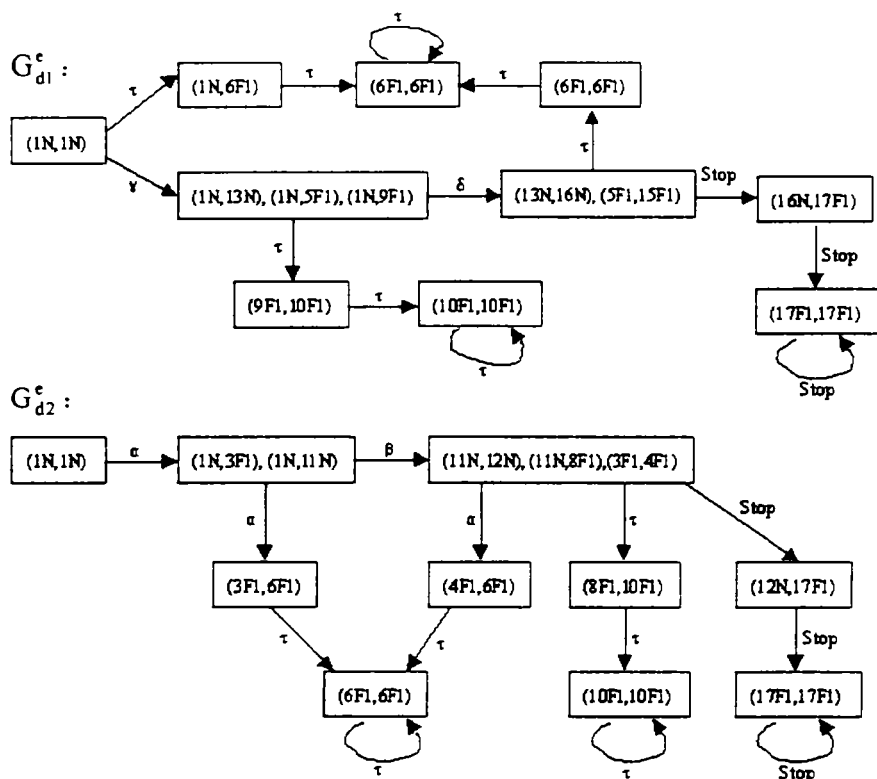 G^e_d1 :
τ
(1N,6F1) τ (6F1,6F1) τ (6F1,6F1)
τ
(1N,1N)
τ
γ
(1N,13N), (1N,5F1), (1N,9F1) δ (13N,16N), (5F1,15F1) Stop (16N,17F1)
τ Stop
(9F1,10F1) τ (10F1,10F1) (17F1,17F1)
τ Stop
G^e_d2 :
(1N,1N) α (1N,3F1), (1N,11N) β (11N,12N), (11N,8F1),(3F1,4F1)
α α τ Stop
(3F1,6F1) (4F1,6F1) (8F1,10F1) (12N,17F1)
τ τ τ Stop
(6F1,6F1) (10F1,10F1) (17F1,17F1)
τ τ Stop